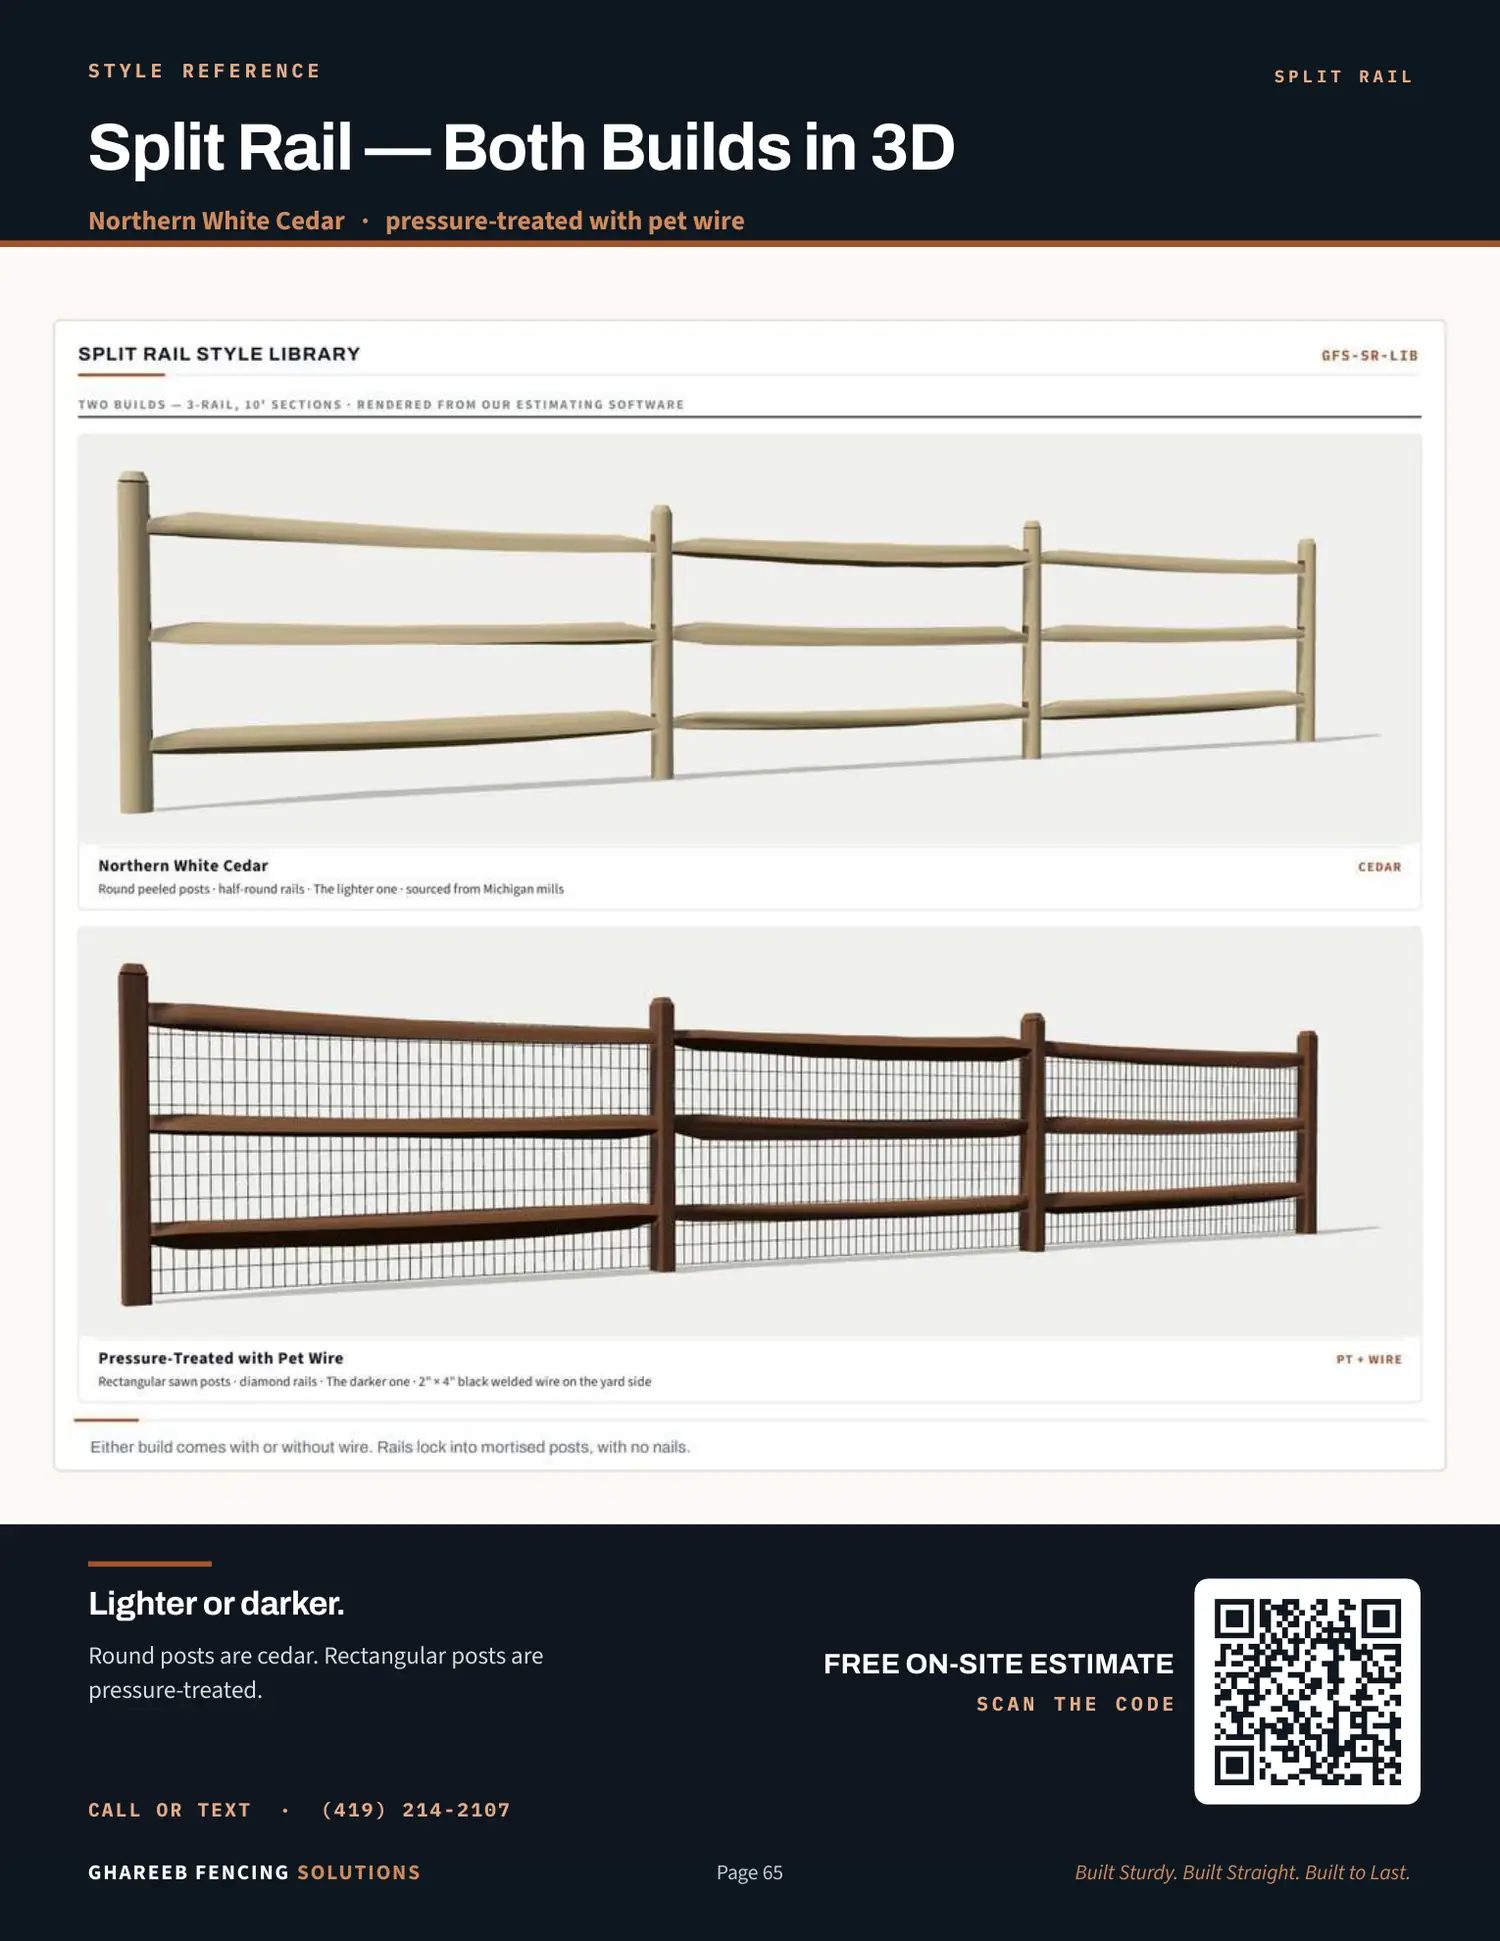 STYLE REFERENCE
SPLIT RAIL
Split Rail — Both Builds in 3D
Northern White Cedar · pressure-treated with pet wire
SPLIT RAIL STYLE LIBRARY
GFS-SR-LIB
TWO BUILDS — 3-RAIL, 10' SECTIONS · RENDERED FROM OUR ESTIMATING SOFTWARE
Northern White Cedar
CEDAR
Round peeled posts · half-round rails · The lighter one · sourced from Michigan mills
Pressure-Treated with Pet Wire
PT + WIRE
Rectangular sawn posts · diamond rails · The darker one · 2" × 4" black welded wire on the yard side
Either build comes with or without wire. Rails lock into mortised posts, with no nails.
Lighter or darker.
Round posts are cedar. Rectangular posts are
pressure-treated.
FREE ON-SITE ESTIMATE
SCAN THE CODE
CALL OR TEXT · (419) 214-2107
GHAREEB FENCING SOLUTIONS
Page 65
Built Sturdy. Built Straight. Built to Last.